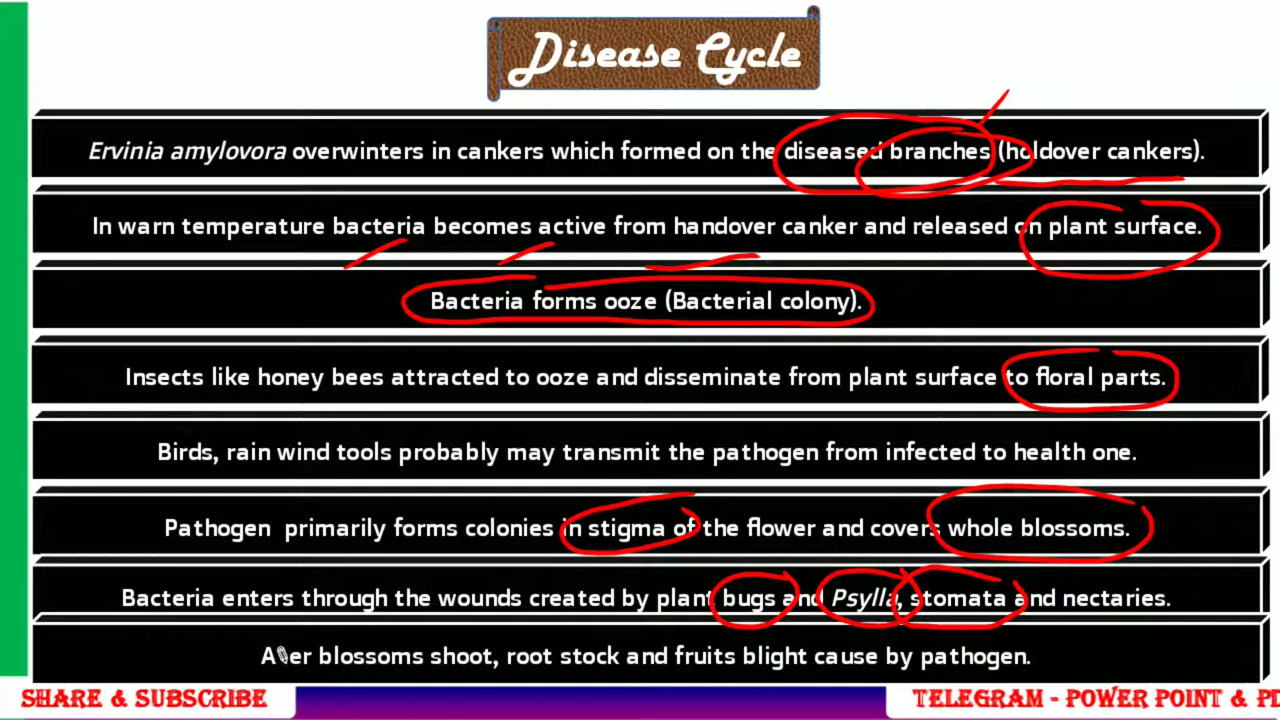 Disease Cycle
Ervinia amylovora overwinters in cankers which formed on the diseased branches (holdover cankers).
In warn temperature bacteria becomes active from handover canker and released on plant surface.
Bacteria forms ooze (Bacterial colony).
Insects like honey bees attracted to ooze and disseminate from plant surface to floral parts.
Birds, rain wind tools probably may transmit the pathogen from infected to health one.
Pathogen primarily forms colonies in stigma of the flower and covers whole blossoms.
Bacteria enters through the wounds created by plant bugs and Psylla, stomata and nectaries.
After blossoms shoot, root stock and fruits blight cause by pathogen.
SHARE & SUBSCRIBE
TELEGRAM - POWER POINT &